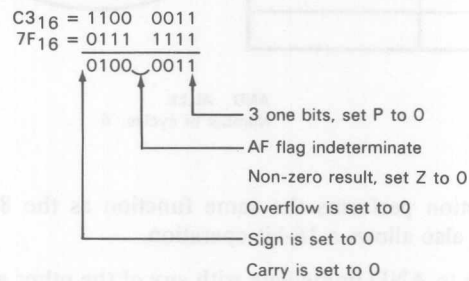 C3₁₆ = 1100 0011
7F₁₆ = 0111 1111
0100 0011
3 one bits, set P to 0
AF flag indeterminate
Non-zero result, set Z to 0
Overflow is set to 0
Sign is set to 0
Carry is set to 0